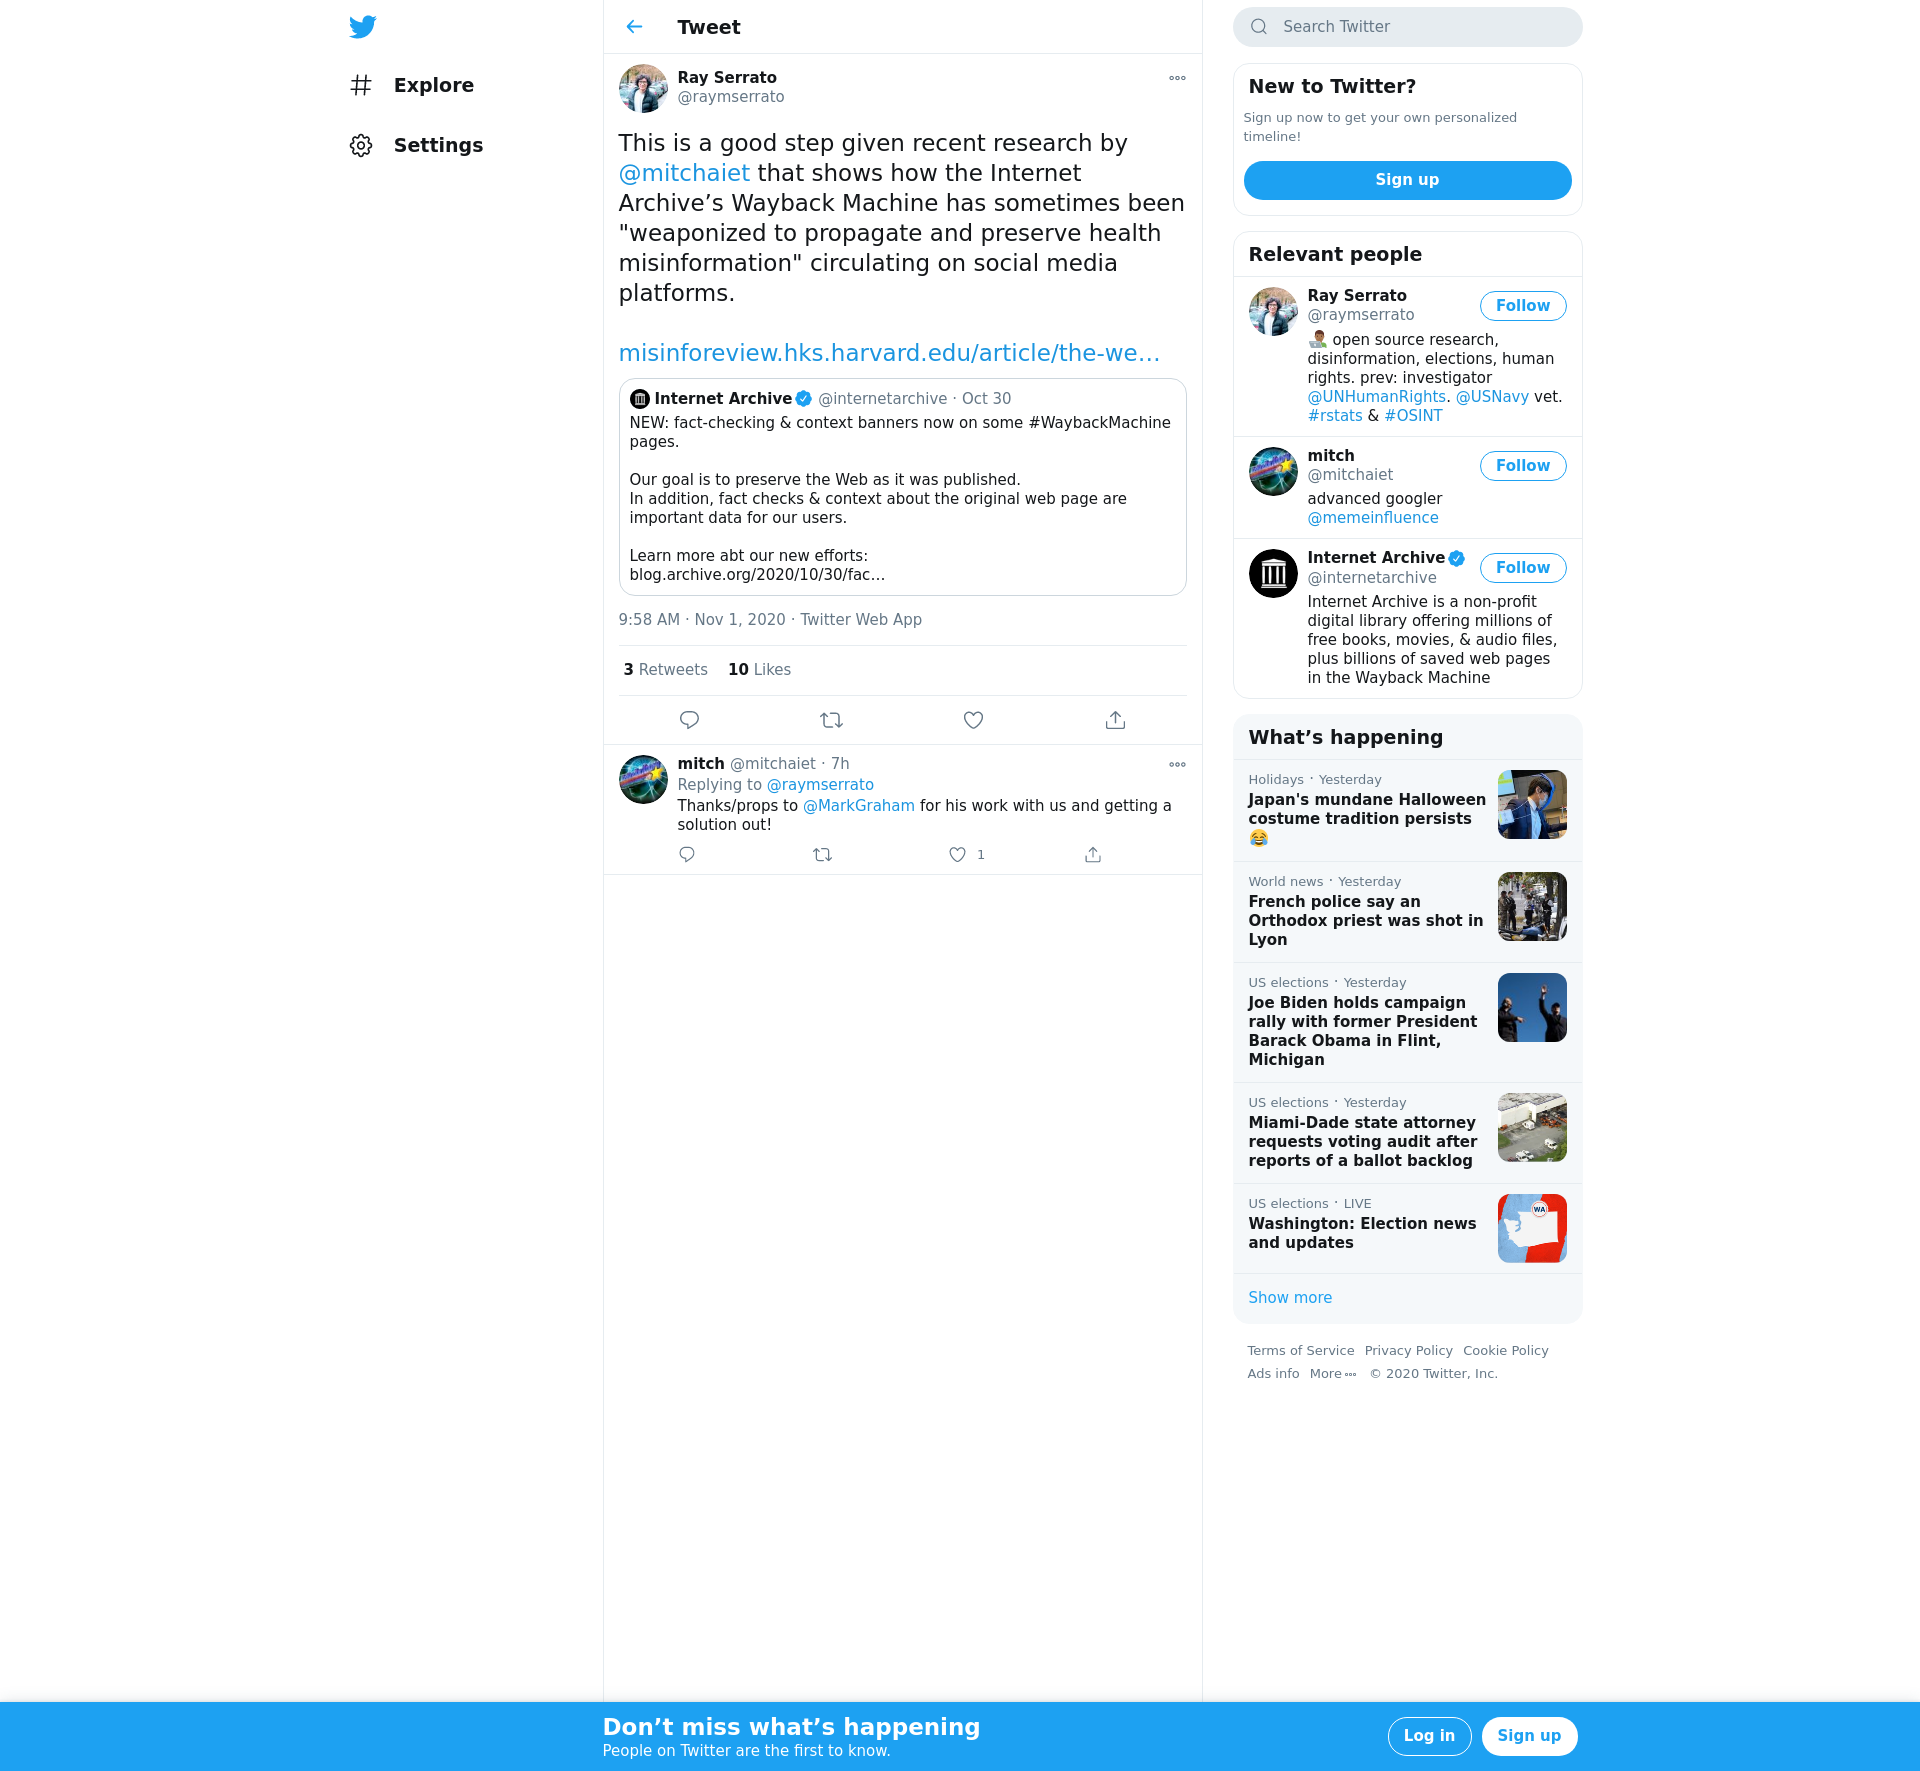 Explore
Settings
Tweet
Ray Serrato
@raymserrato
This is a good step given recent research by
@mitchaiet that shows how the Internet
Archive’s Wayback Machine has sometimes been
"weaponized to propagate and preserve health
misinformation" circulating on social media
platforms.
misinforeview.hks.harvard.edu/article/the-we…
Internet Archive @internetarchive · Oct 30
NEW: fact-checking & context banners now on some #WaybackMachine
pages.
Our goal is to preserve the Web as it was published.
In addition, fact checks & context about the original web page are
important data for our users.
Learn more abt our new efforts:
blog.archive.org/2020/10/30/fac…
9:58 AM · Nov 1, 2020 · Twitter Web App
3 Retweets 10 Likes
mitch @mitchaiet · 7h
Replying to @raymserrato
Thanks/props to @MarkGraham for his work with us and getting a
solution out!
1
Search Twitter
New to Twitter?
Sign up now to get your own personalized
timeline!
Sign up
Relevant people
Ray Serrato
@raymserrato
Follow
👨🏽‍💻 open source research,
disinformation, elections, human
rights. prev: investigator
@UNHumanRights. @USNavy vet.
#rstats & #OSINT
mitch
@mitchaiet
Follow
advanced googler
@memeinfluence
Internet Archive
@internetarchive
Follow
Internet Archive is a non-profit
digital library offering millions of
free books, movies, & audio files,
plus billions of saved web pages
in the Wayback Machine
What’s happening
Holidays · Yesterday
Japan's mundane Halloween
costume tradition persists
😂
World news · Yesterday
French police say an
Orthodox priest was shot in
Lyon
US elections · Yesterday
Joe Biden holds campaign
rally with former President
Barack Obama in Flint,
Michigan
US elections · Yesterday
Miami-Dade state attorney
requests voting audit after
reports of a ballot backlog
US elections · LIVE
Washington: Election news
and updates
WA
Show more
Terms of Service Privacy Policy Cookie Policy
Ads info More © 2020 Twitter, Inc.
Don’t miss what’s happening
People on Twitter are the first to know.
Log in
Sign up